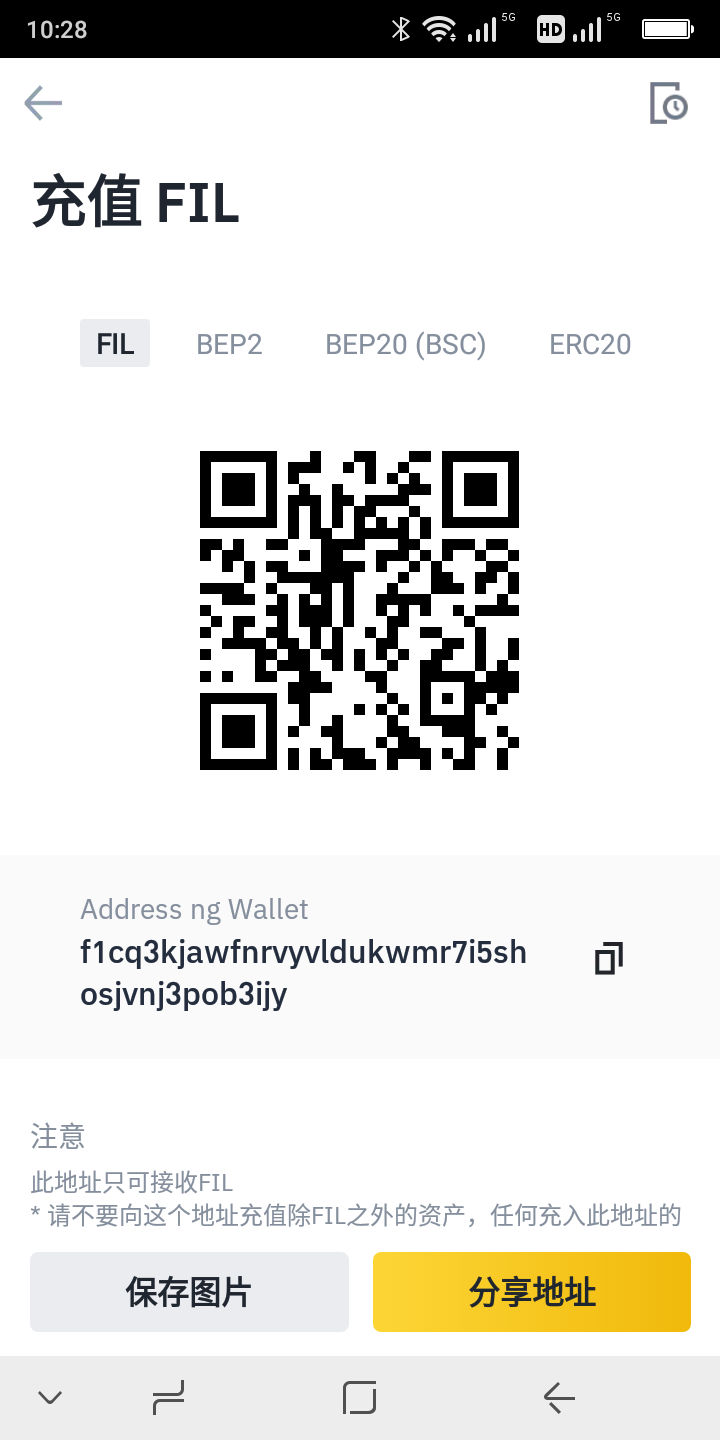 10:28
5G
HD
5G
充值 FIL
FIL BEP2 BEP20 (BSC) ERC20
Address ng Wallet
f1cq3kjawfnrvyvldukwmr7i5sh
osjvnj3pob3ijy
注意
此地址只可接收FIL
* 请不要向这个地址充值除FIL之外的资产，任何充入此地址的
保存图片 分享地址